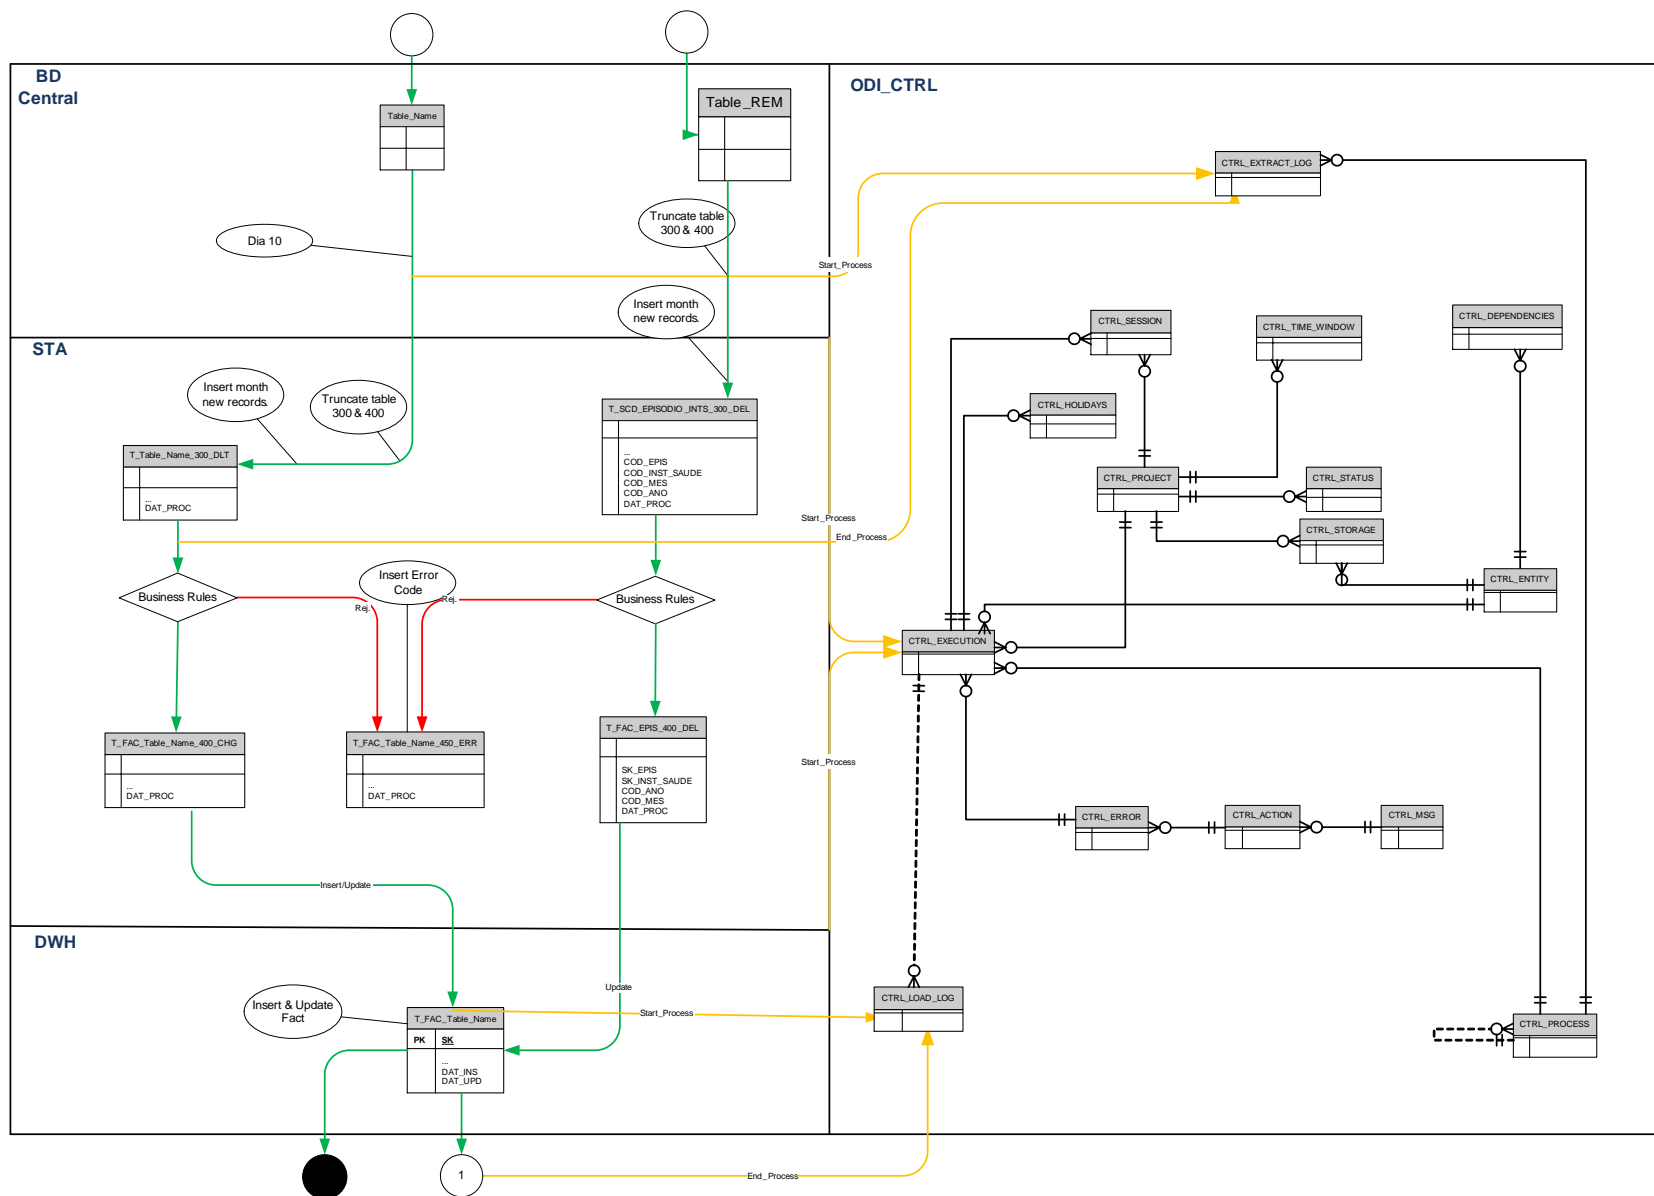 BD
Central
ODI_CTRL
Table_Name
Table_REM
CTRL_EXTRACT_LOG
Truncate table
300 & 400
Dia 10
Start_Process
Insert month
new records.
CTRL_SESSION
CTRL_TIME_WINDOW
CTRL_DEPENDENCIES
STA
Insert month
new records.
Truncate table
300 & 400
T_SCD_EPISODIO_INTS_300_DEL
...
COD_EPIS
COD_INST_SAUDE
COD_MES
COD_ANO
DAT_PROC
CTRL_HOLIDAYS
T_Table_Name_300_DLT
...
DAT_PROC
CTRL_PROJECT
CTRL_STATUS
Start_Process
End_Process
CTRL_STORAGE
CTRL_ENTITY
Business Rules
Insert Error
Code
Business Rules
Rej.
Rej.
CTRL_EXECUTION
T_FAC_Table_Name_400_CHG
...
DAT_PROC
T_FAC_Table_Name_450_ERR
...
DAT_PROC
T_FAC_EPIS_400_DEL
SK_EPIS
SK_INST_SAUDE
COD_ANO
COD_MES
DAT_PROC
Start_Process
CTRL_ERROR
CTRL_ACTION
CTRL_MSG
Insert/Update
DWH
Update
Insert & Update
Fact
T_FAC_Table_Name
PK SK
...
DAT_INS
DAT_UPD
Start_Process
CTRL_LOAD_LOG
CTRL_PROCESS
1
End_Process